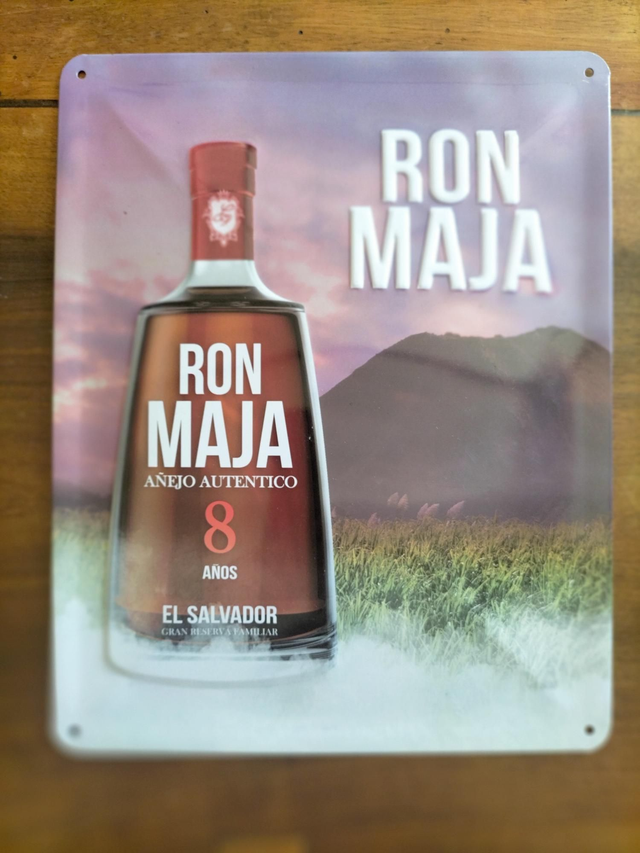 RON
MAJA
RON
MAJA
AÑEJO AUTENTICO
8
AÑOS
EL SALVADOR
GRAN RESERVA FAMILIAR